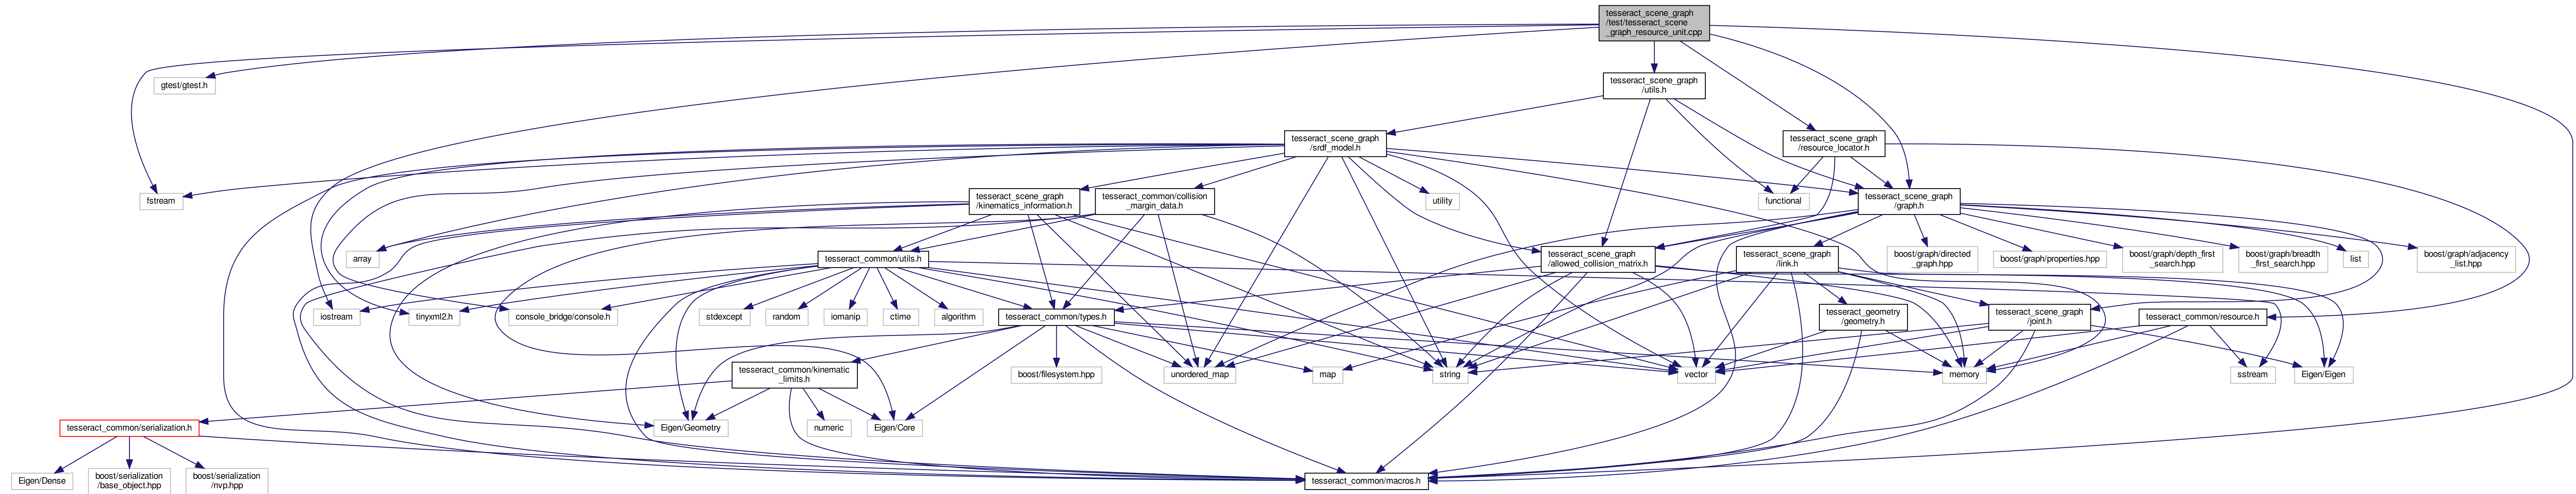 tesseract_scene_graph
/test/tesseract_scene
_graph_resource_unit.cpp
gtest/gtest.h
tesseract_scene_graph
/utils.h
tesseract_scene_graph
/srdf_model.h
tesseract_scene_graph
/resource_locator.h
fstream
tesseract_scene_graph
/kinematics_information.h
tesseract_common/collision
_margin_data.h
utility
functional
tesseract_scene_graph
/graph.h
array
tesseract_common/utils.h
tesseract_scene_graph
/allowed_collision_matrix.h
tesseract_scene_graph
/link.h
boost/graph/directed
_graph.hpp
boost/graph/properties.hpp
boost/graph/depth_first
_search.hpp
boost/graph/breadth
_first_search.hpp
list
boost/graph/adjacency
_list.hpp
iostream
tinyxml2.h
console_bridge/console.h
stdexcept
random
iomanip
ctime
algorithm
tesseract_common/types.h
tesseract_geometry
/geometry.h
tesseract_scene_graph
/joint.h
tesseract_common/resource.h
tesseract_common/kinematic
_limits.h
boost/filesystem.hpp
unordered_map
map
string
vector
memory
sstream
Eigen/Eigen
tesseract_common/serialization.h
Eigen/Geometry
numeric
Eigen/Core
Eigen/Dense
boost/serialization
/base_object.hpp
boost/serialization
/nvp.hpp
tesseract_common/macros.h